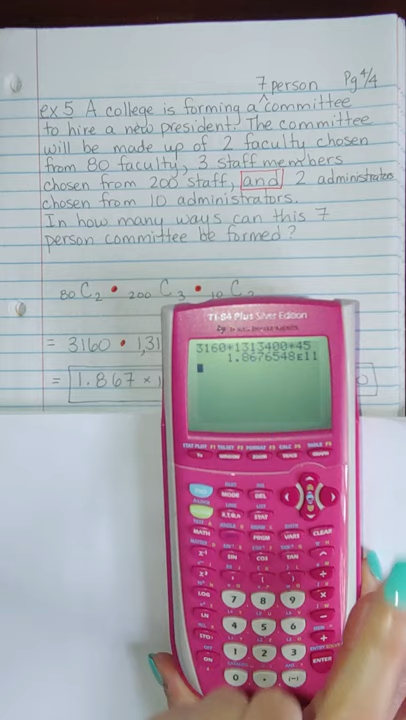 7 person Pg 4/4
ex 5 A college is forming a ^ committee
to hire a new president. The committee
will be made up of 2 faculty chosen
from 80 faculty, 3 staff members
chosen from 200 staff, and 2 administrators
chosen from 10 administrators.
In how many ways can this 7
person committee be formed?
80C2 • 200C3 • 10C2
= 3160 • 1,31
= 1.867 ×
TI-84 Plus Silver Edition
3160*1313400*45
1.8676548E11
STAT PLOT F1 TBLSET F2 FORMAT F3 CALC F4 TABLE F5
Y= WINDOW ZOOM TRACE GRAPH
2ND MODE DEL
ALPHA X,T,θ,n STAT
MATH PRGM VARS CLEAR
SIN COS TAN ^
x² , ( ) ÷
LOG 7 8 9 ×
LN 4 5 6
STO 1 2 3 +
ON 0 . (-) ENTER